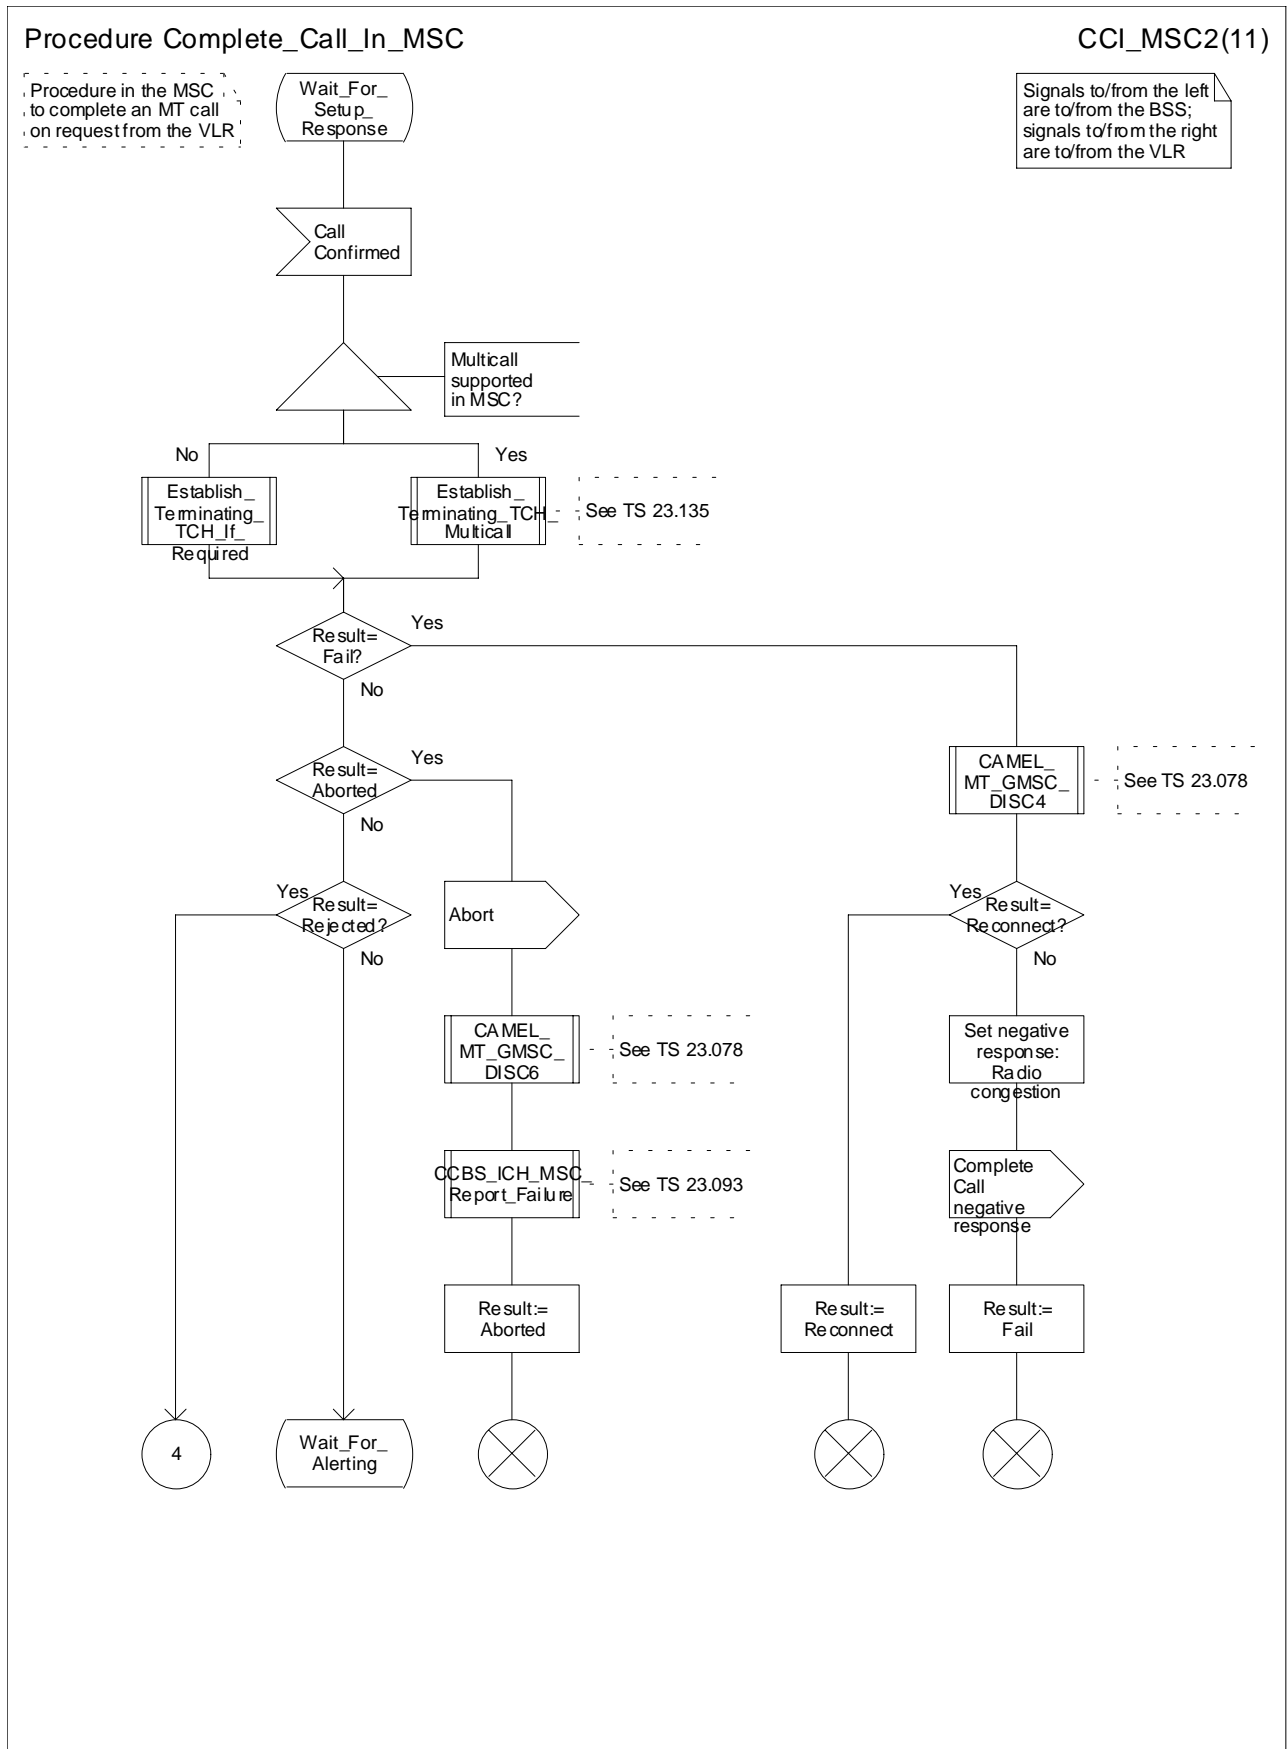 Procedure Complete_Call_In_MSC
CCI_MSC2(11)
Procedure in the MSC
to complete an MT call
on request from the VLR
Wait_For_
Setup_
Response
Signals to/from the left
are to/from the BSS;
signals to/from the right
are to/from the VLR
Call
Confirmed
Multicall
supported
in MSC?
No
Yes
Establish_
Terminating_
TCH_If_
Required
Establish_
Terminating_TCH_
Multicall
See TS 23.135
Result=
Fail?
Yes
No
Result=
Aborted
Yes
No
CAMEL_
MT_GMSC_
DISC4
See TS 23.078
Yes
Result=
Rejected?
No
Abort
Yes
Result=
Reconnect?
No
CAMEL_
MT_GMSC_
DISC6
See TS 23.078
Set negative
response:
Radio
congestion
CCBS_ICH_MSC_
Report_Failure
See TS 23.093
Complete
Call
negative
response
Result:=
Aborted
Result:=
Reconnect
Result:=
Fail
4
Wait_For_
Alerting